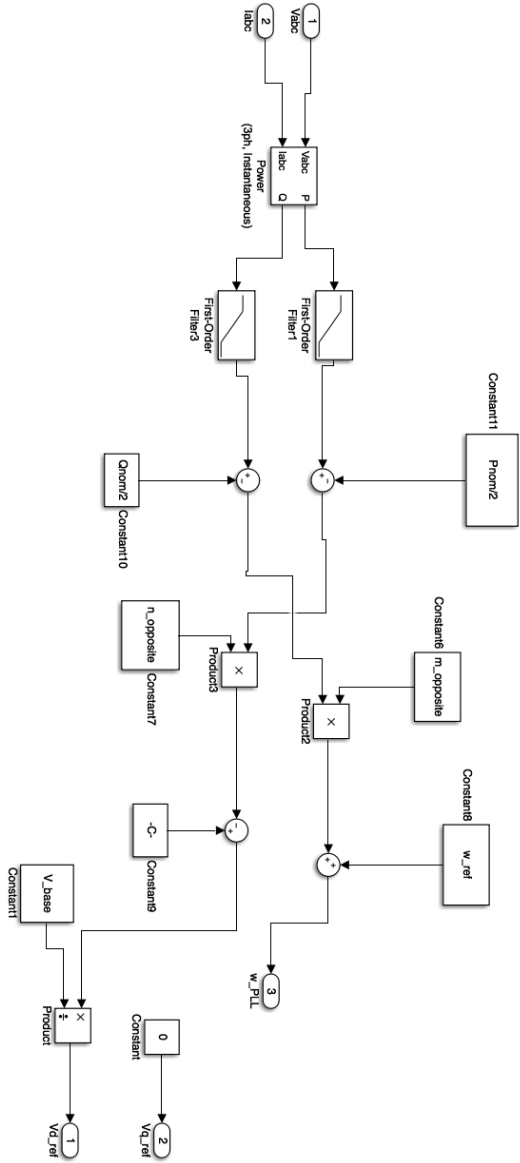 1
Vabc
2
Iabc
Vabc
P
Iabc
Q
Power
(3ph, Instantaneous)
First-Order
Filter1
First-Order
Filter3
Constant11
Pnom/2
+
-
+
-
Qnom/2
Constant10
Constant6
m_opposite
×
Product2
n_opposite
Constant7
×
Product3
Constant8
w_ref
+
+
3
w_PLL
-C-
Constant9
-
+
V_base
Constant1
×
÷
Product
1
Vd_ref
0
Constant
2
Vq_ref